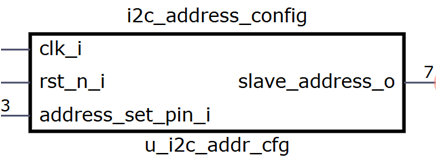 i2c_address_config
clk_i
rst_n_i
slave_address_o
7
3
address_set_pin_i
u_i2c_addr_cfg